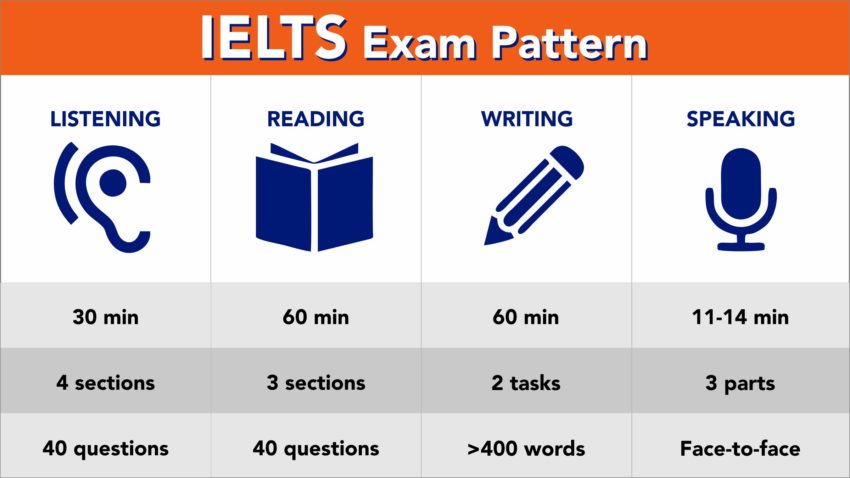 IELTS Exam Pattern
LISTENING READING WRITING SPEAKING
30 min 60 min 60 min 11-14 min
4 sections 3 sections 2 tasks 3 parts
40 questions 40 questions >400 words Face-to-face